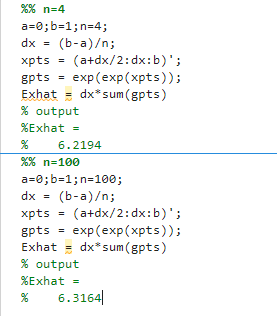 %% n=4
a=0;b=1;n=4;
dx = (b-a)/n;
xpts = (a+dx/2:dx:b)';
gpts = exp(exp(xpts));
Exhat = dx*sum(gpts)
% output
%Exhat =
%    6.2194
%% n=100
a=0;b=1;n=100;
dx = (b-a)/n;
xpts = (a+dx/2:dx:b)';
gpts = exp(exp(xpts));
Exhat = dx*sum(gpts)
% output
%Exhat =
%    6.3164